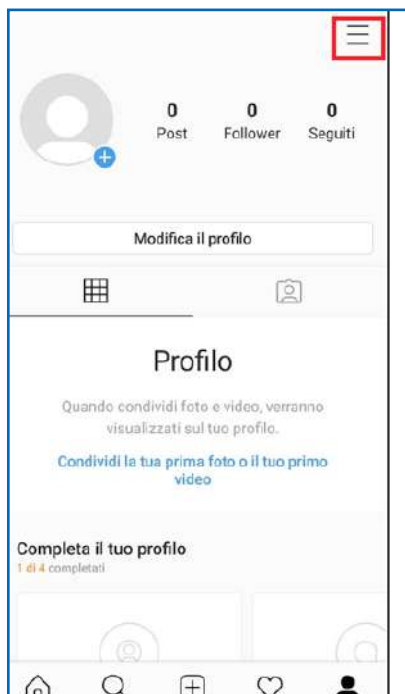 0 0 0
Post Follower Seguiti
Modifica il profilo
Profilo
Quando condividi foto e video, verranno
visualizzati sul tuo profilo.
Condividi la tua prima foto o il tuo primo
video
Completa il tuo profilo
1 di 4 completati